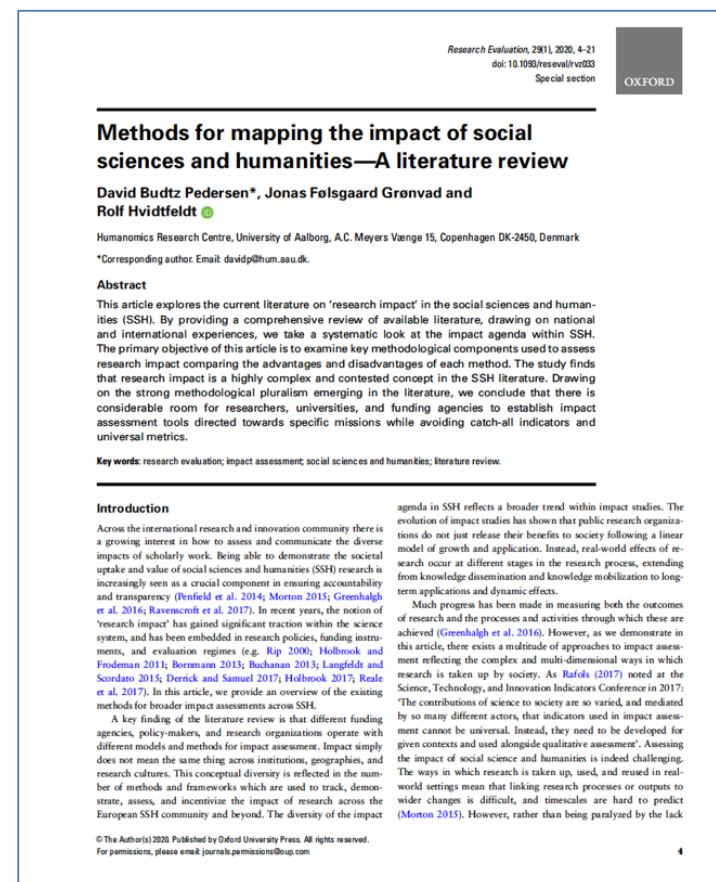 Research Evaluation, 29(1), 2020, 4–21
doi: 10.1093/reseval/rvz033
Special section
OXFORD
Methods for mapping the impact of social
sciences and humanities—A literature review
David Budtz Pedersen*, Jonas Følsgaard Grønvad and
Rolf Hvidtfeldt
Humanomics Research Centre, University of Aalborg, A.C. Meyers Vænge 15, Copenhagen DK-2450, Denmark
*Corresponding author. Email: davidp@hum.aau.dk.
Abstract
This article explores the current literature on ‘research impact’ in the social sciences and human-
ities (SSH). By providing a comprehensive review of available literature, drawing on national
and international experiences, we take a systematic look at the impact agenda within SSH.
The primary objective of this article is to examine key methodological components used to assess
research impact comparing the advantages and disadvantages of each method. The study finds
that research impact is a highly complex and contested concept in the SSH literature. Drawing
on the strong methodological pluralism emerging in the literature, we conclude that there is
considerable room for researchers, universities, and funding agencies to establish impact
assessment tools directed towards specific missions while avoiding catch-all indicators and
universal metrics.
Key words: research evaluation; impact assessment; social sciences and humanities; literature review.
Introduction
Across the international research and innovation community there is
a growing interest in how to assess and communicate the diverse
impacts of scholarly work. Being able to demonstrate the societal
uptake and value of social sciences and humanities (SSH) research is
increasingly seen as a crucial component in ensuring accountability
and transparency (Penfield et al. 2014; Morton 2015; Greenhalgh
et al. 2016; Ravenscroft et al. 2017). In recent years, the notion of
‘research impact’ has gained significant traction within the science
system, and has been embedded in research policies, funding instru-
ments, and evaluation regimes (e.g. Rip 2000; Holbrook and
Frodeman 2011; Bornmann 2013; Buchanan 2013; Langfeldt and
Scordato 2015; Derrick and Samuel 2017; Holbrook 2017; Reale
et al. 2017). In this article, we provide an overview of the existing
methods for broader impact assessments across SSH.
A key finding of the literature review is that different funding
agencies, policy-makers, and research organizations operate with
different models and methods for impact assessment. Impact simply
does not mean the same thing across institutions, geographies, and
research cultures. This conceptual diversity is reflected in the num-
ber of methods and frameworks which are used to track, demon-
strate, assess, and incentivize the impact of research across the
European SSH community and beyond. The diversity of the impact
agenda in SSH reflects a broader trend within impact studies. The
evolution of impact studies has shown that public research organiza-
tions do not just release their benefits to society following a linear
model of growth and application. Instead, real-world effects of re-
search occur at different stages in the research process, extending
from knowledge dissemination and knowledge mobilization to long-
term applications and dynamic effects.
Much progress has been made in measuring both the outcomes
of research and the processes and activities through which these are
achieved (Greenhalgh et al. 2016). However, as we demonstrate in
this article, there exists a multitude of approaches to impact assess-
ment reflecting the complex and multi-dimensional ways in which
research is taken up by society. As Rafols (2017) noted at the
Science, Technology, and Innovation Indicators Conference in 2017:
‘The contributions of science to society are so varied, and mediated
by so many different actors, that indicators used in impact assess-
ment cannot be universal. Instead, they need to be developed for
given contexts and used alongside qualitative assessment’. Assessing
the impact of social science and humanities is indeed challenging.
The ways in which research is taken up, used, and reused in real-
world settings mean that linking research processes or outputs to
wider changes is difficult, and timescales are hard to predict
(Morton 2015). However, rather than being paralyzed by the lack
© The Author(s) 2020. Published by Oxford University Press. All rights reserved.
For permissions, please email: journals.permissions@oup.com
4